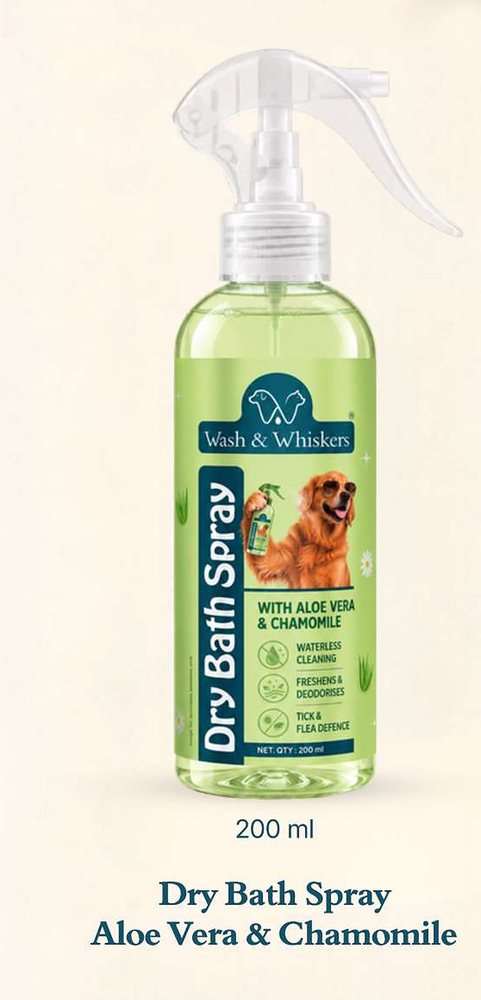 Wash & Whiskers
®
Dry Bath Spray
WITH ALOE VERA
& CHAMOMILE
WATERLESS
CLEANING
FRESHENS &
DEODORISES
TICK &
FLEA DEFENCE
NET. QTY : 200 ml
200 ml
Dry Bath Spray
Aloe Vera & Chamomile